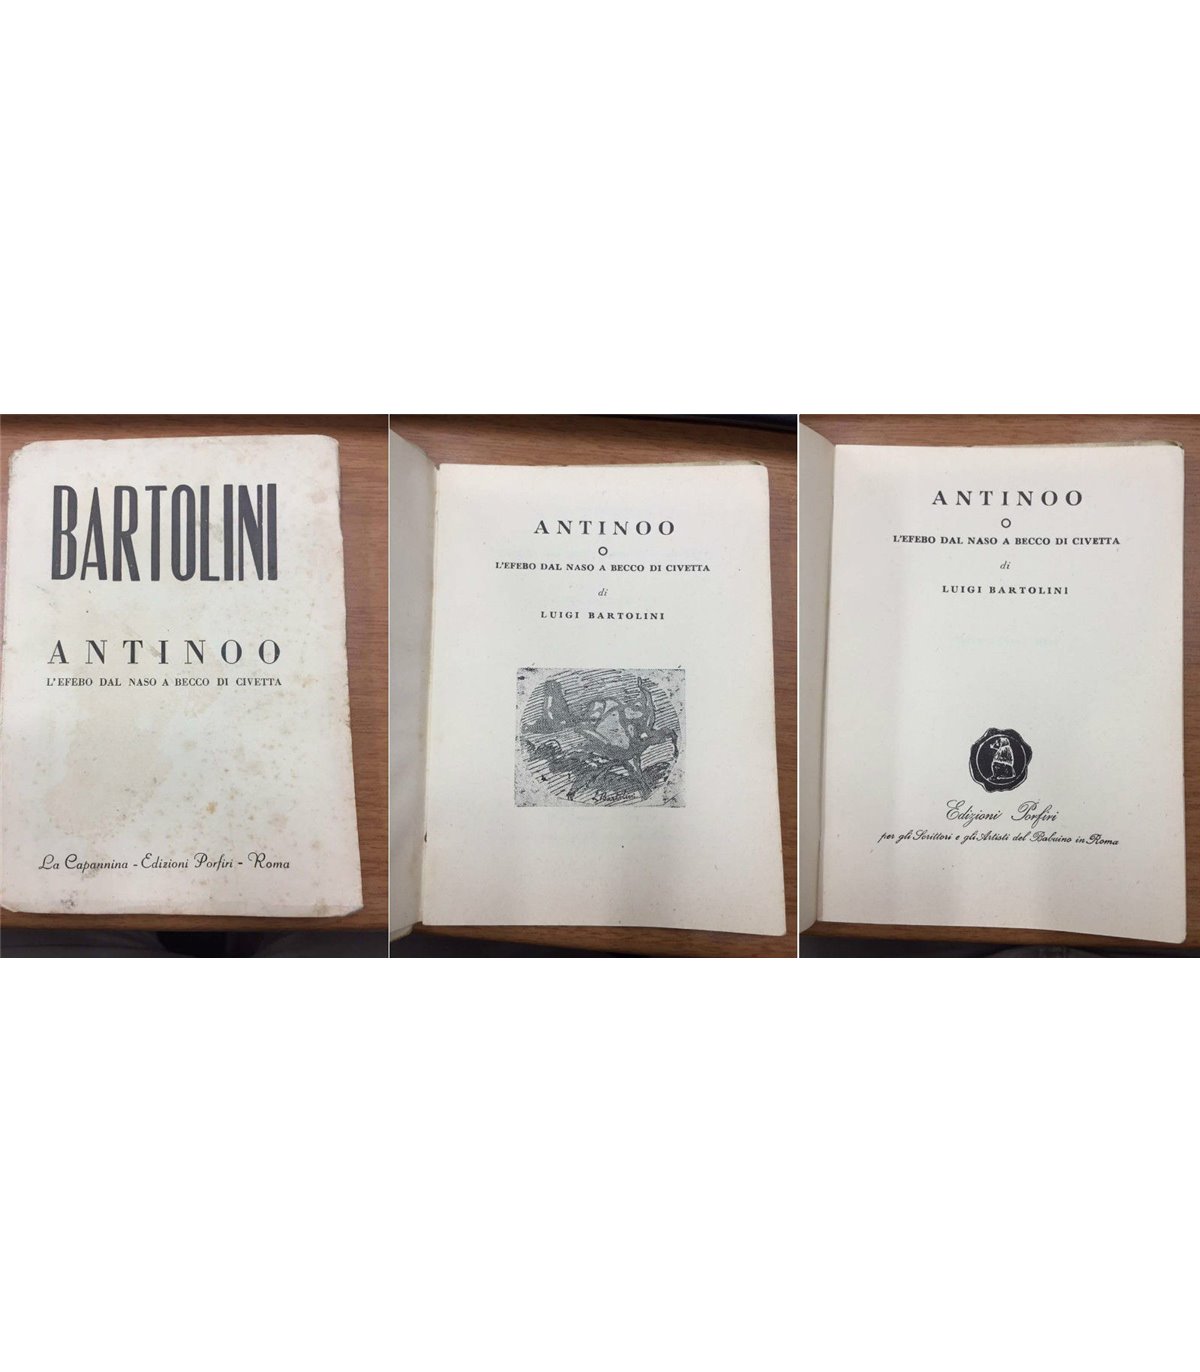 BARTOLINI
ANTINOO
L'EFEBO DAL NASO A BECCO DI CIVETTA
La Capannina - Edizioni Porfiri - Roma
ANTINOO
O
L'EFEBO DAL NASO A BECCO DI CIVETTA
di
LUIGI BARTOLINI
L Bartolini
ANTINOO
O
L'EFEBO DAL NASO A BECCO DI CIVETTA
di
LUIGI BARTOLINI
Edizioni Porfiri
per gli Scrittori e gli Artisti del Babuino in Roma